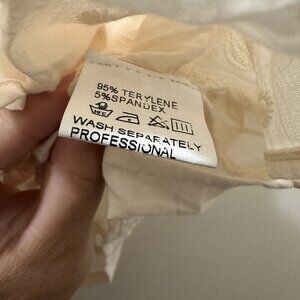 95% TERYLENE
5%SPANDEX
WASH SEPARATELY
PROFESSIONAL